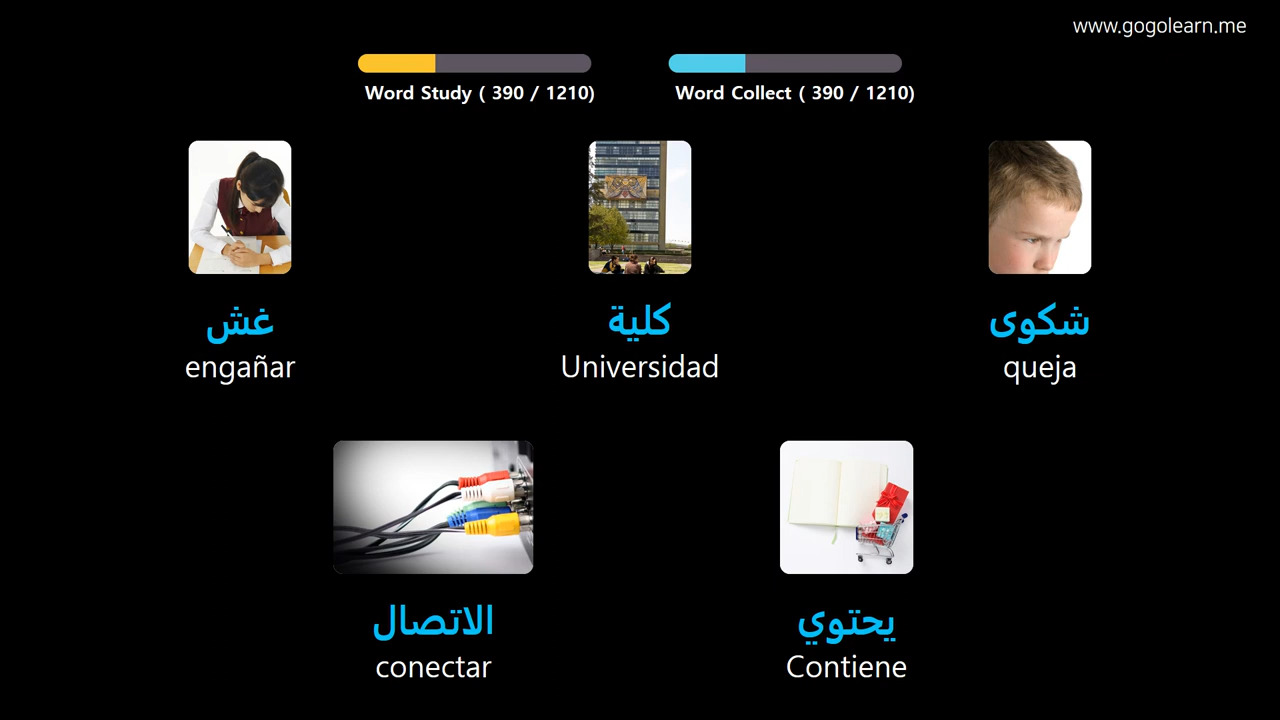 www.gogolearn.me
Word Study ( 390 / 1210)
Word Collect ( 390 / 1210)
غش
engañar
كلية
Universidad
شكوى
queja
الاتصال
conectar
يحتوي
Contiene